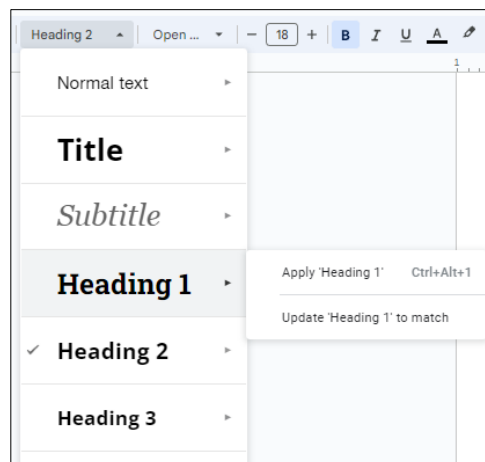 Heading 2 Open ... − 18 + B I U A
1
Normal text
Title
Subtitle
Heading 1
Apply 'Heading 1' Ctrl+Alt+1
Update 'Heading 1' to match
Heading 2
Heading 3